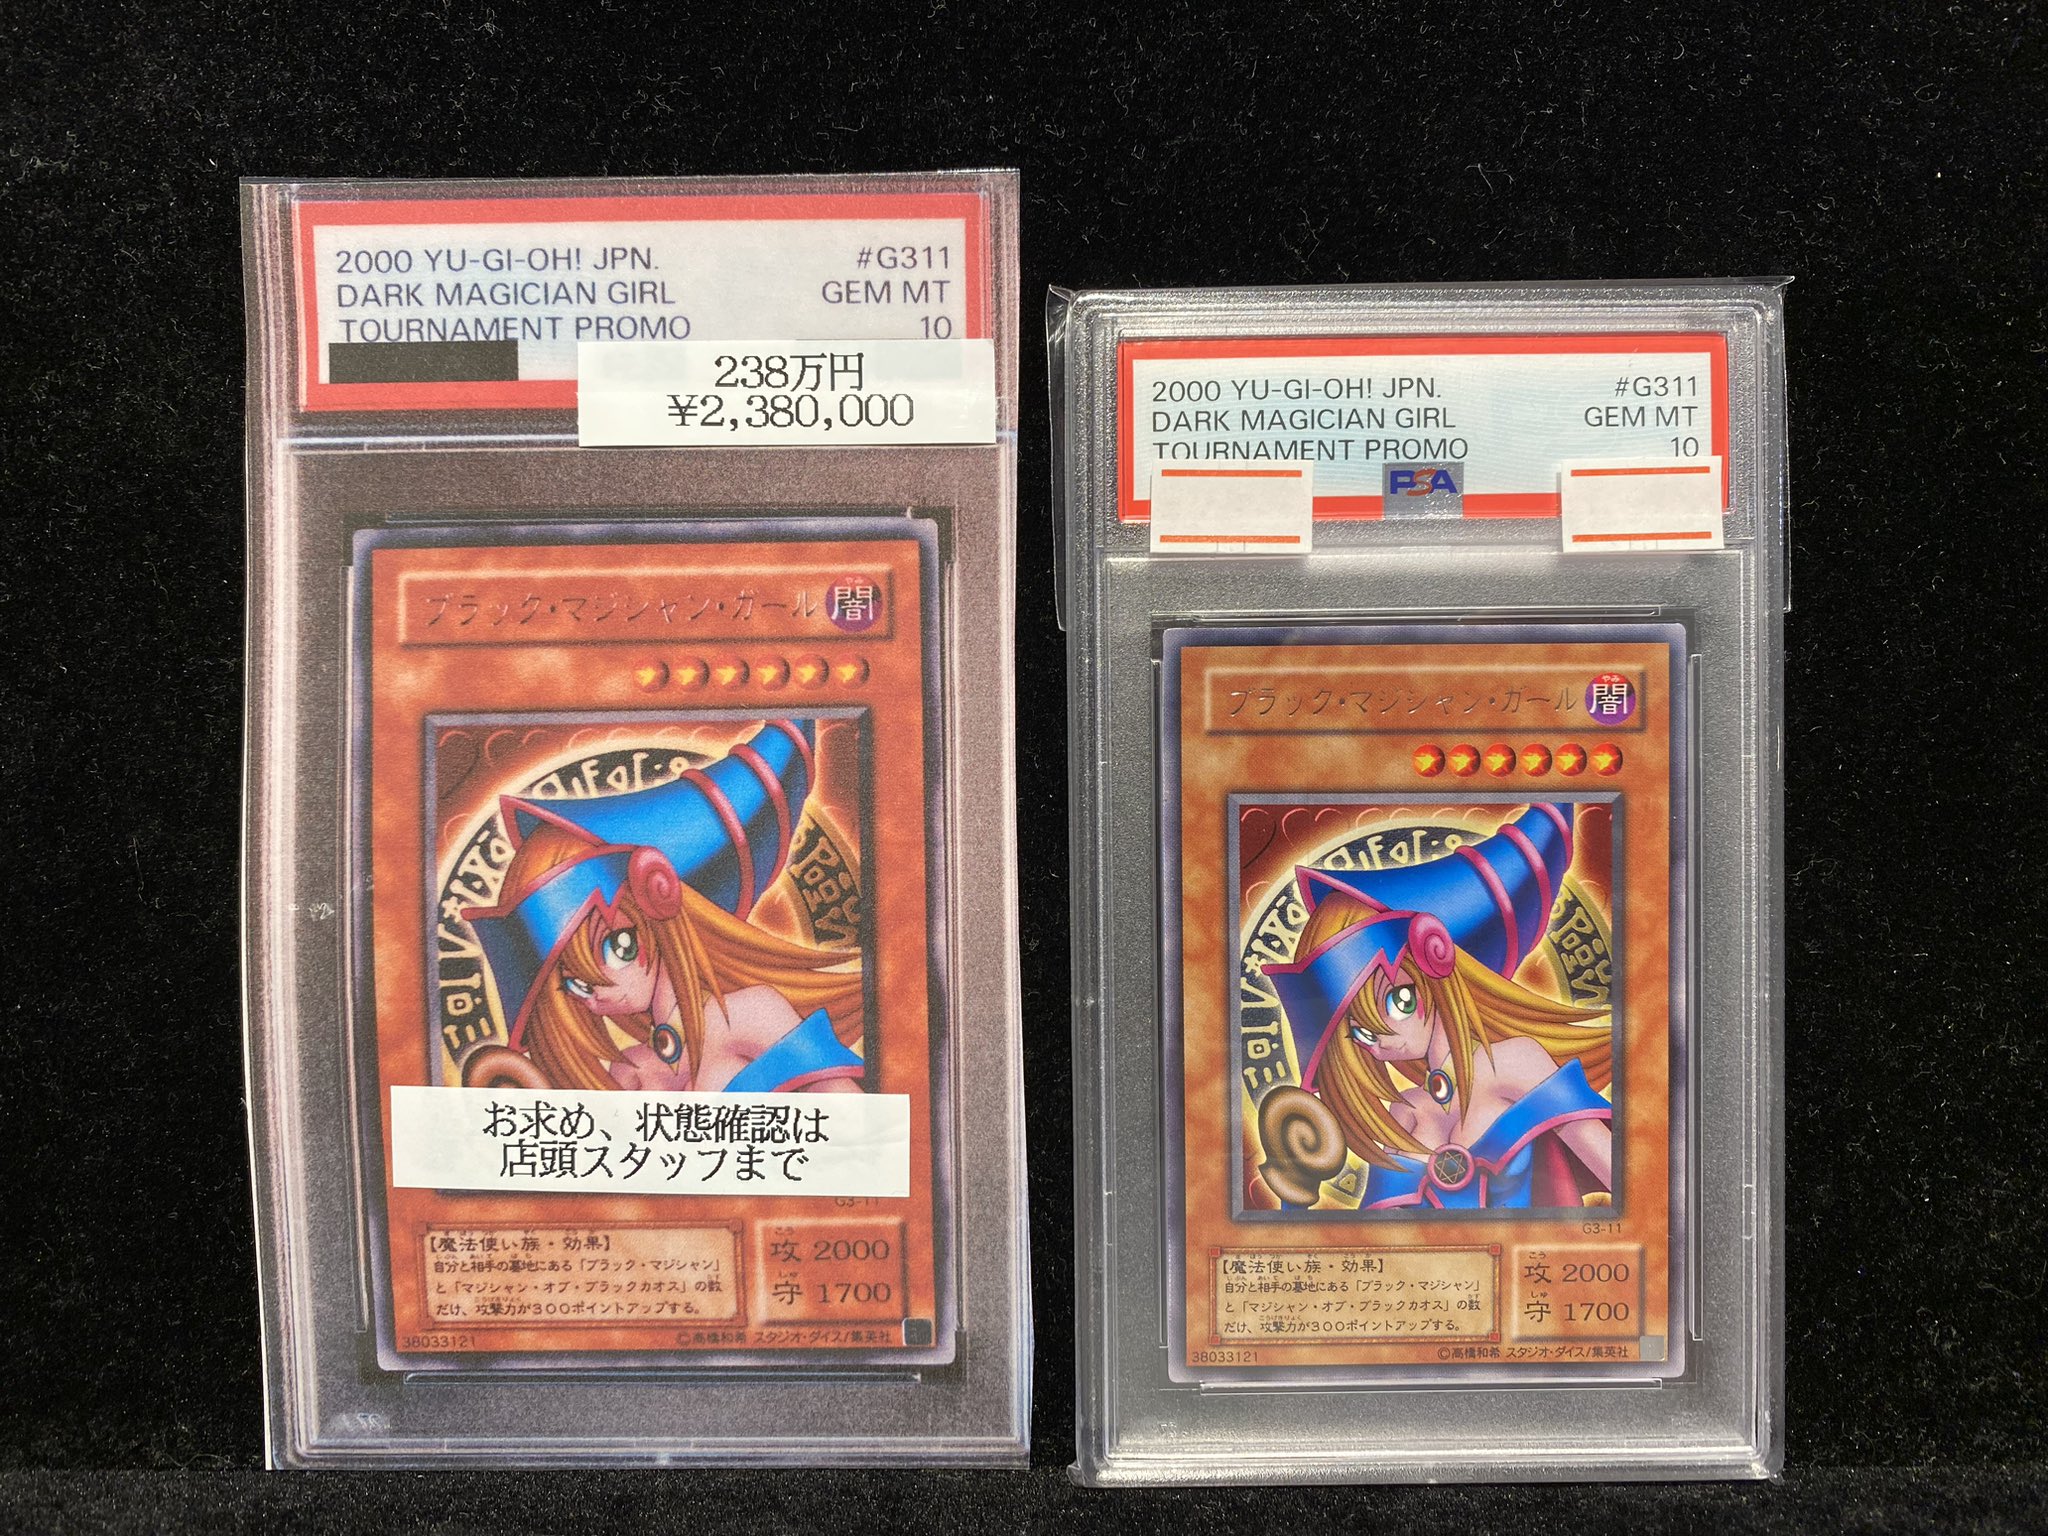 2000 YU-GI-OH! JPN. #G311
DARK MAGICIAN GIRL GEM MT
TOURNAMENT PROMO 10
238万円
¥2,380,000
ブラック・マジシャン・ガール
やみ
闇
お求め、状態確認は
店頭スタッフまで
G3-11
【魔法使い族・効果】
自分と相手の墓地にある「ブラック・マジシャン」
と「マジシャン・オブ・ブラックカオス」の数
だけ、攻撃力が300ポイントアップする。
こう
攻 2000
しゅ
守 1700
38033121 ©高橋和希 スタジオ・ダイス/集英社
2000 YU-GI-OH! JPN. #G311
DARK MAGICIAN GIRL GEM MT
TOURNAMENT PROMO 10
PSA
ブラック・マジシャン・ガール
やみ
闇
G3-11
【魔法使い族・効果】
自分と相手の墓地にある「ブラック・マジシャン」
と「マジシャン・オブ・ブラックカオス」の数
だけ、攻撃力が300ポイントアップする。
こう
攻 2000
しゅ
守 1700
38033121 ©高橋和希 スタジオ・ダイス/集英社